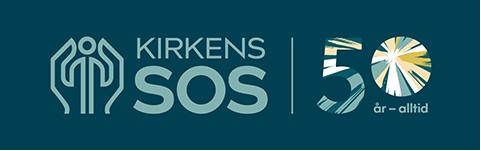 KIRKENS
SOS
50
år – alltid